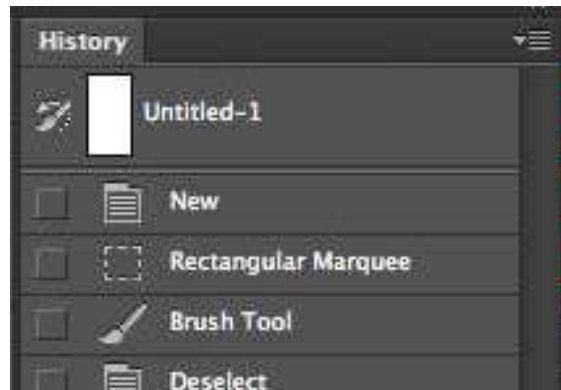 History
Untitled-1
New
Rectangular Marquee
Brush Tool
Deselect